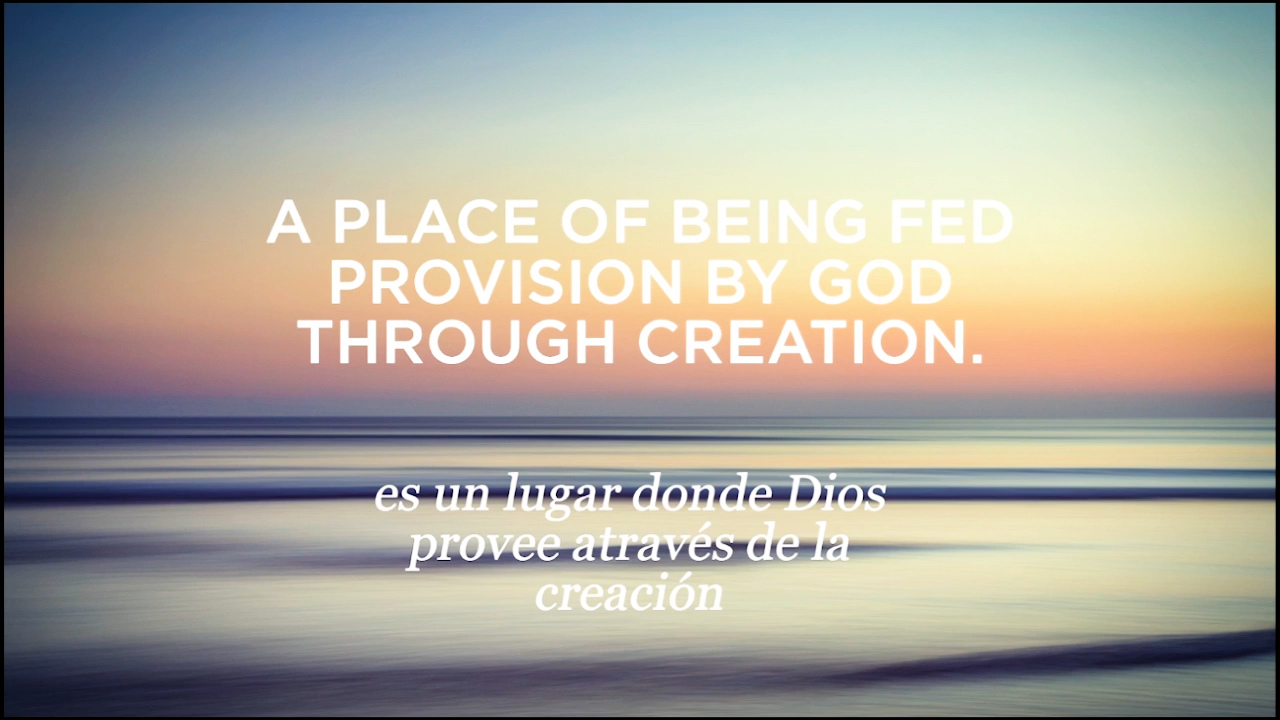 A PLACE OF BEING FED
PROVISION BY GOD
THROUGH CREATION.
es un lugar donde Dios
provee através de la
creación